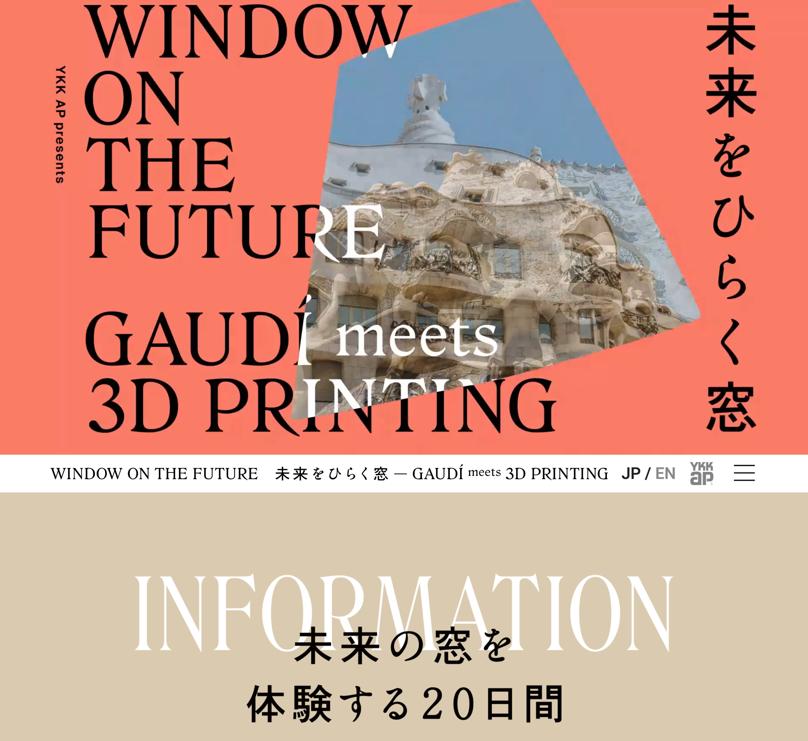 WINDOW
ON
THE
FUTURE
GAUDÍ meets
3D PRINTING
YKK AP presents
未来をひらく窓
WINDOW ON THE FUTURE 未来をひらく窓 — GAUDÍ meets 3D PRINTING JP / EN YKK ap
INFORMATION
未来の窓を
体験する20日間